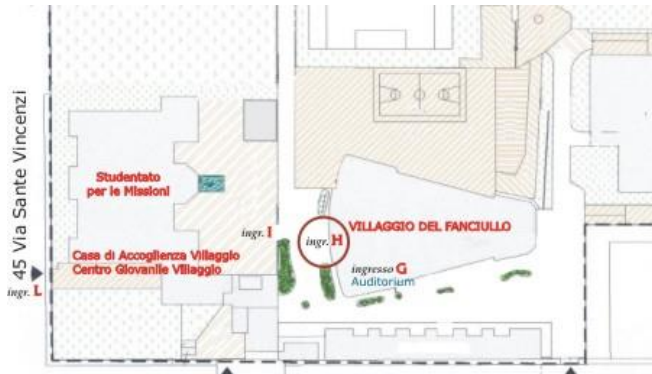 45 Via Sante Vincenzi
Studentato
per le Missioni
ingr. I
Casa di Accoglienza Villaggio
Centro Giovanile Villaggio
ingr. L
VILLAGGIO DEL FANCIULLO
ingr. H
ingresso G
Auditorium